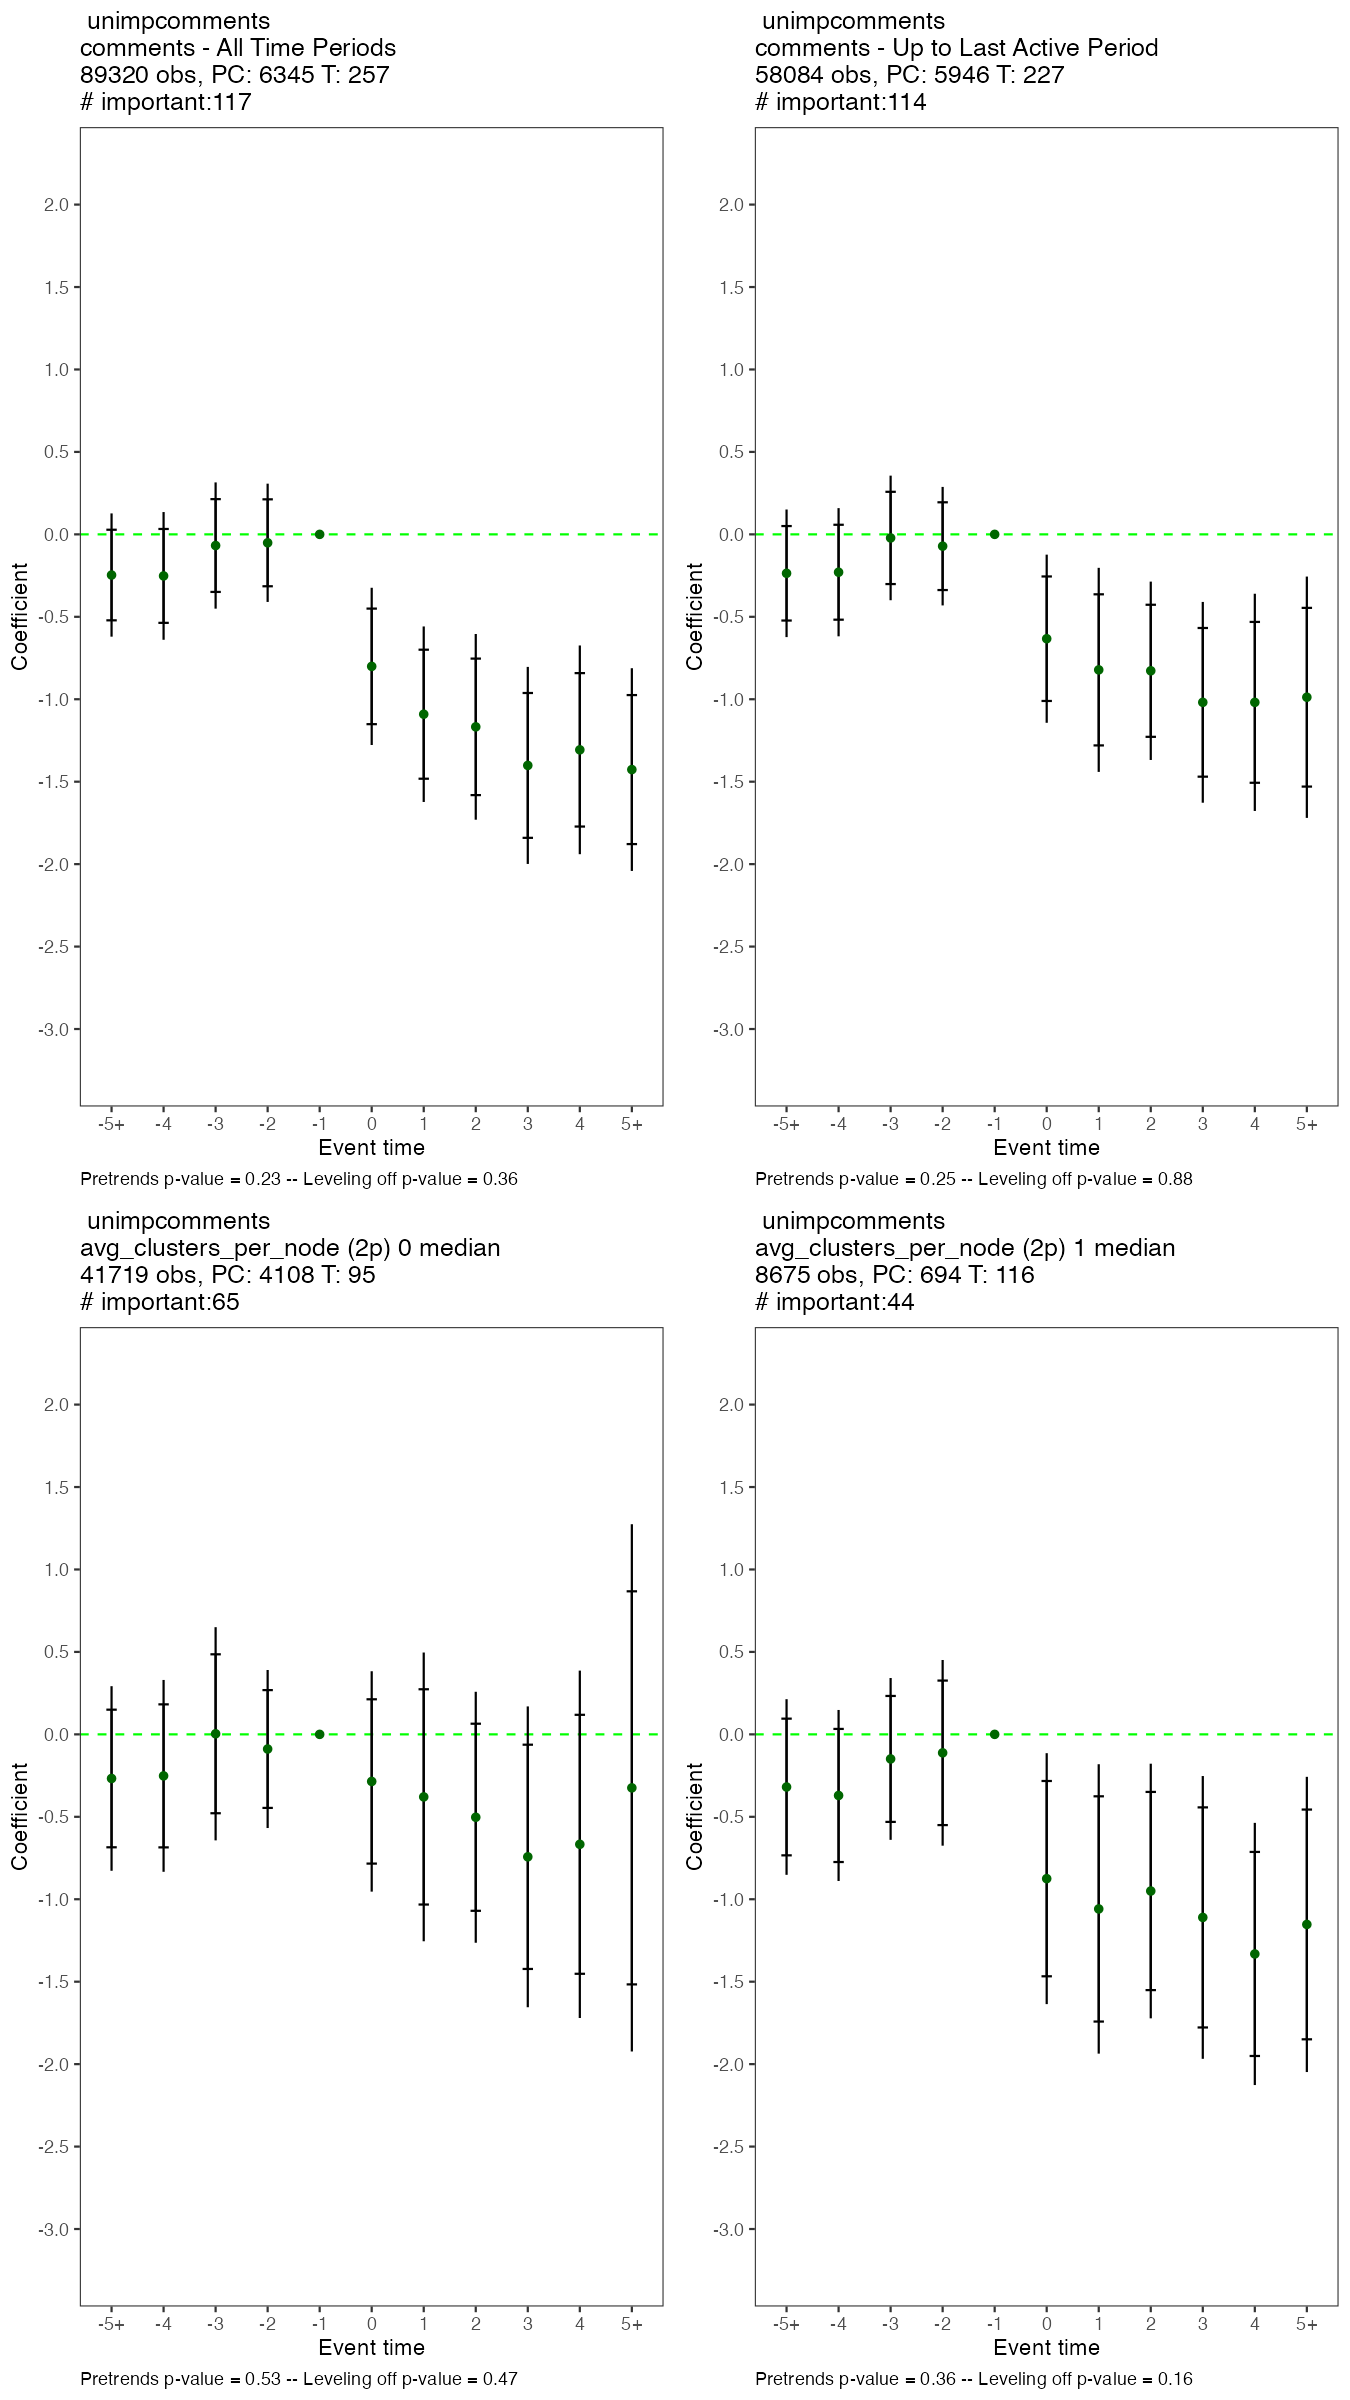 unimpcomments
comments - All Time Periods
89320 obs, PC: 6345 T: 257
# important:117
2.0
1.5
1.0
0.5
0.0
-0.5
-1.0
-1.5
-2.0
-2.5
-3.0
Coefficient
-5+ -4 -3 -2 -1 0 1 2 3 4 5+
Event time
Pretrends p-value = 0.23 -- Leveling off p-value = 0.36
unimpcomments
comments - Up to Last Active Period
58084 obs, PC: 5946 T: 227
# important:114
2.0
1.5
1.0
0.5
0.0
-0.5
-1.0
-1.5
-2.0
-2.5
-3.0
Coefficient
-5+ -4 -3 -2 -1 0 1 2 3 4 5+
Event time
Pretrends p-value = 0.25 -- Leveling off p-value = 0.88
unimpcomments
avg_clusters_per_node (2p) 0 median
41719 obs, PC: 4108 T: 95
# important:65
2.0
1.5
1.0
0.5
0.0
-0.5
-1.0
-1.5
-2.0
-2.5
-3.0
Coefficient
-5+ -4 -3 -2 -1 0 1 2 3 4 5+
Event time
Pretrends p-value = 0.53 -- Leveling off p-value = 0.47
unimpcomments
avg_clusters_per_node (2p) 1 median
8675 obs, PC: 694 T: 116
# important:44
2.0
1.5
1.0
0.5
0.0
-0.5
-1.0
-1.5
-2.0
-2.5
-3.0
Coefficient
-5+ -4 -3 -2 -1 0 1 2 3 4 5+
Event time
Pretrends p-value = 0.36 -- Leveling off p-value = 0.16